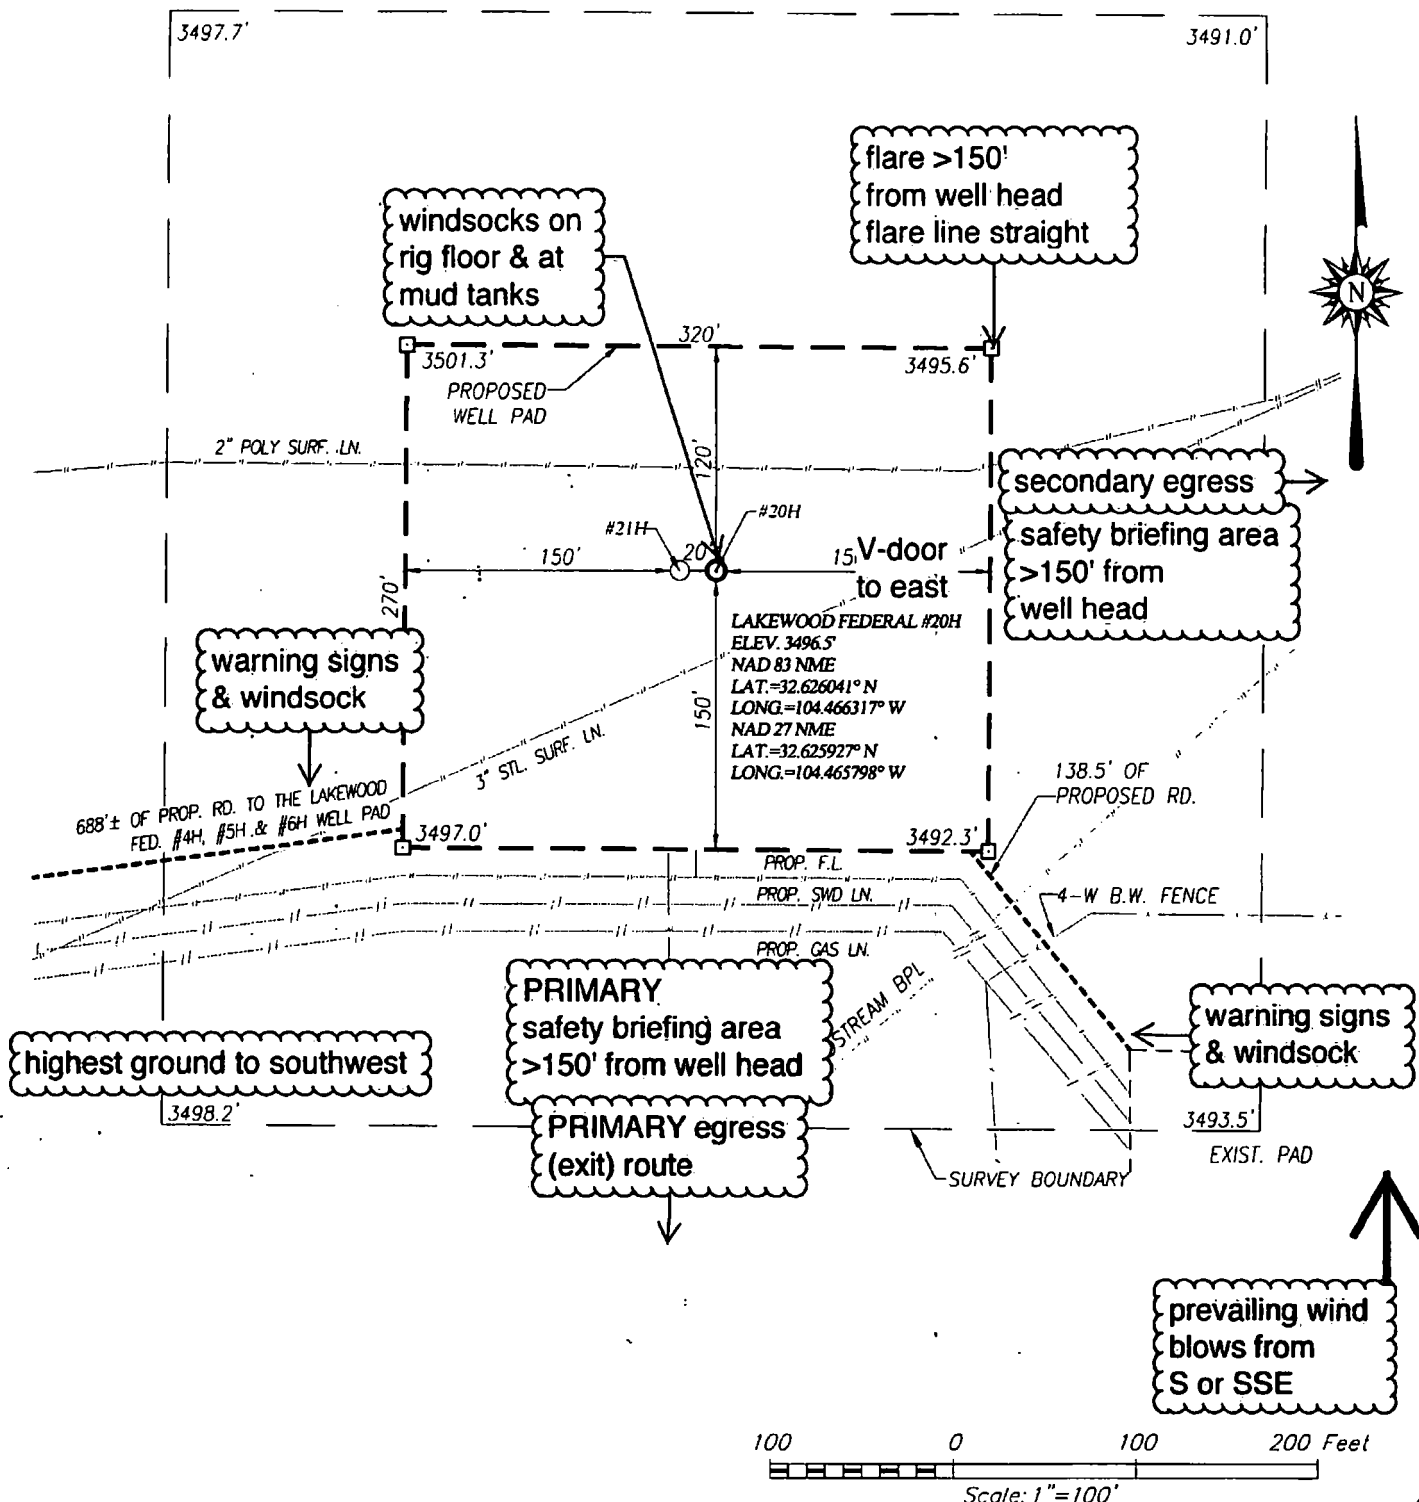 3497.7'
3491.0'
flare >150'
from well head
flare line straight
windsocks on
rig floor & at
mud tanks
N
320'
3501.3'
3495.6'
PROPOSED
WELL PAD
2" POLY SURF. LN.
120'
secondary egress
#21H
#20H
safety briefing area
>150' from
well head
150'
20'
15
V-door
to east
270'
LAKEWOOD FEDERAL #20H
ELEV. 3496.5'
NAD 83 NME
LAT.=32.626041° N
LONG.=104.466317° W
NAD 27 NME
LAT.=32.625927° N
LONG.=104.465798° W
warning signs
& windsock
150'
3" STL. SURF. LN.
138.5' OF
PROPOSED RD.
688'± OF PROP. RD. TO THE LAKEWOOD
FED. #4H, #5H & #6H WELL PAD
3497.0'
3492.3'
PROP. F.L.
PROP. SWD LN.
4-W B.W. FENCE
PROP. GAS LN.
PRIMARY
safety briefing area
>150' from well head
STREAM BPL
warning signs
& windsock
highest ground to southwest
3498.2'
3493.5'
PRIMARY egress
(exit) route
EXIST. PAD
SURVEY BOUNDARY
prevailing wind
blows from
S or SSE
100 0 100 200 Feet
Scale: 1"=100'